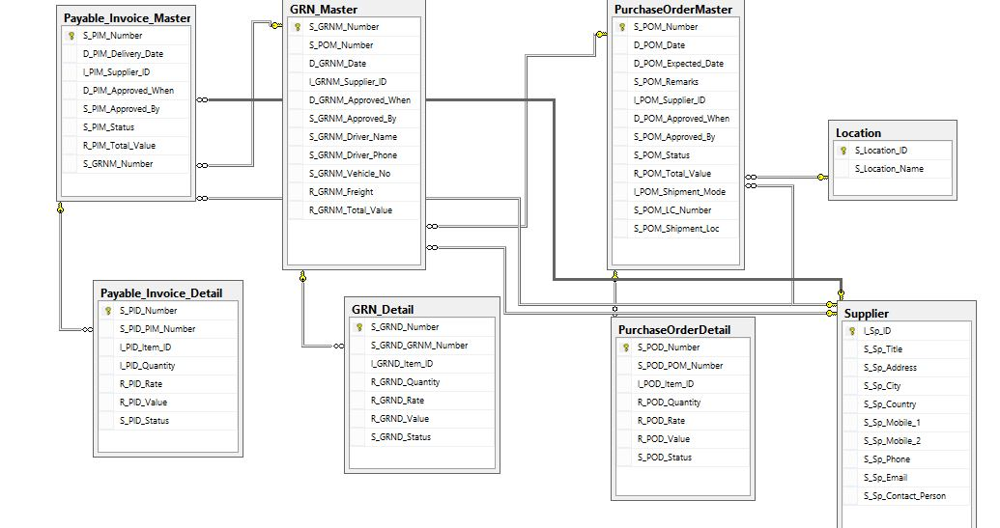 Payable_Invoice_Master
S_PIM_Number
D_PIM_Delivery_Date
I_PIM_Supplier_ID
D_PIM_Approved_When
S_PIM_Approved_By
S_PIM_Status
R_PIM_Total_Value
S_GRNM_Number
GRN_Master
S_GRNM_Number
S_POM_Number
D_GRNM_Date
I_GRNM_Supplier_ID
D_GRNM_Approved_When
S_GRNM_Approved_By
S_GRNM_Driver_Name
S_GRNM_Driver_Phone
S_GRNM_Vehicle_No
R_GRNM_Freight
R_GRNM_Total_Value
PurchaseOrderMaster
S_POM_Number
D_POM_Date
D_POM_Expected_Date
S_POM_Remarks
I_POM_Supplier_ID
D_POM_Approved_When
S_POM_Approved_By
S_POM_Status
R_POM_Total_Value
I_POM_Shipment_Mode
S_POM_LC_Number
S_POM_Shipment_Loc
Location
S_Location_ID
S_Location_Name
Payable_Invoice_Detail
S_PID_Number
S_PID_PIM_Number
I_PID_Item_ID
I_PID_Quantity
R_PID_Rate
R_PID_Value
S_PID_Status
GRN_Detail
S_GRND_Number
S_GRND_GRNM_Number
I_GRND_Item_ID
R_GRND_Quantity
R_GRND_Rate
R_GRND_Value
S_GRND_Status
PurchaseOrderDetail
S_POD_Number
S_POD_POM_Number
I_POD_Item_ID
R_POD_Quantity
R_POD_Rate
R_POD_Value
S_POD_Status
Supplier
I_Sp_ID
S_Sp_Title
S_Sp_Address
S_Sp_City
S_Sp_Country
S_Sp_Mobile_1
S_Sp_Mobile_2
S_Sp_Phone
S_Sp_Email
S_Sp_Contact_Person